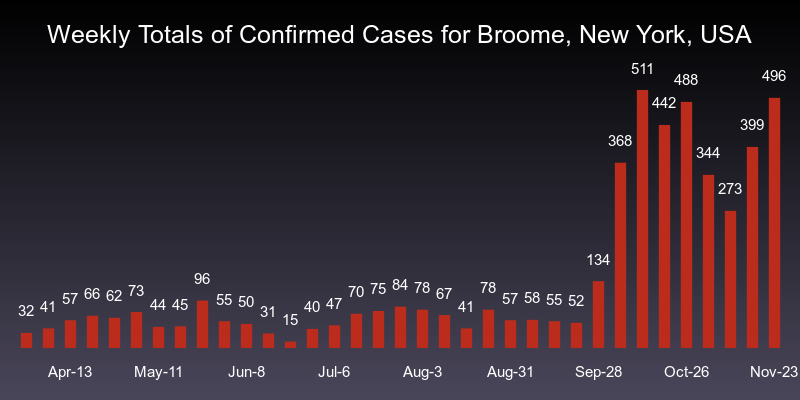 Weekly Totals of Confirmed Cases for Broome, New York, USA
32 41 57 66 62 73 44 45 96 55 50 31 15 40 47 70 75 84 78 67 41 78 57 58 55 52 134 368 511 442 488 344 273 399 496
Apr-13 May-11 Jun-8 Jul-6 Aug-3 Aug-31 Sep-28 Oct-26 Nov-23